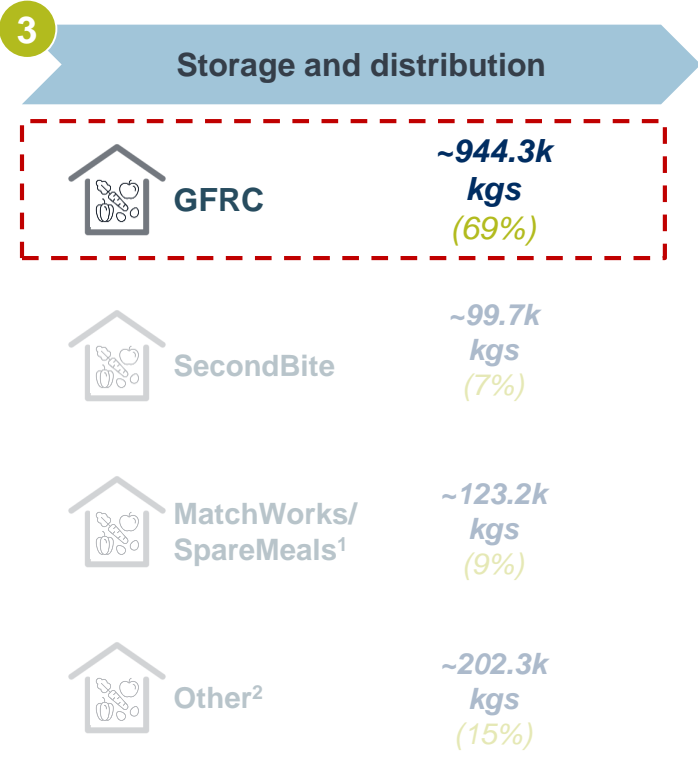 3
Storage and distribution
GFRC
~944.3k
kgs
(69%)
SecondBite
~99.7k
kgs
(7%)
MatchWorks/
SpareMeals¹
~123.2k
kgs
(9%)
Other²
~202.3k
kgs
(15%)